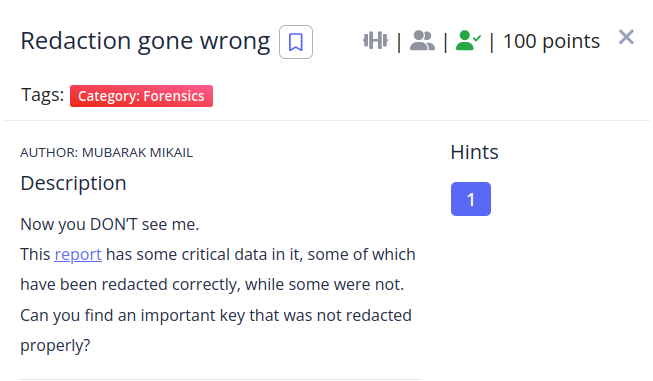 Redaction gone wrong | | | 100 points
Tags: Category: Forensics
AUTHOR: MUBARAK MIKAIL
Hints
Description
1
Now you DON'T see me.
This report has some critical data in it, some of which
have been redacted correctly, while some were not.
Can you find an important key that was not redacted
properly?